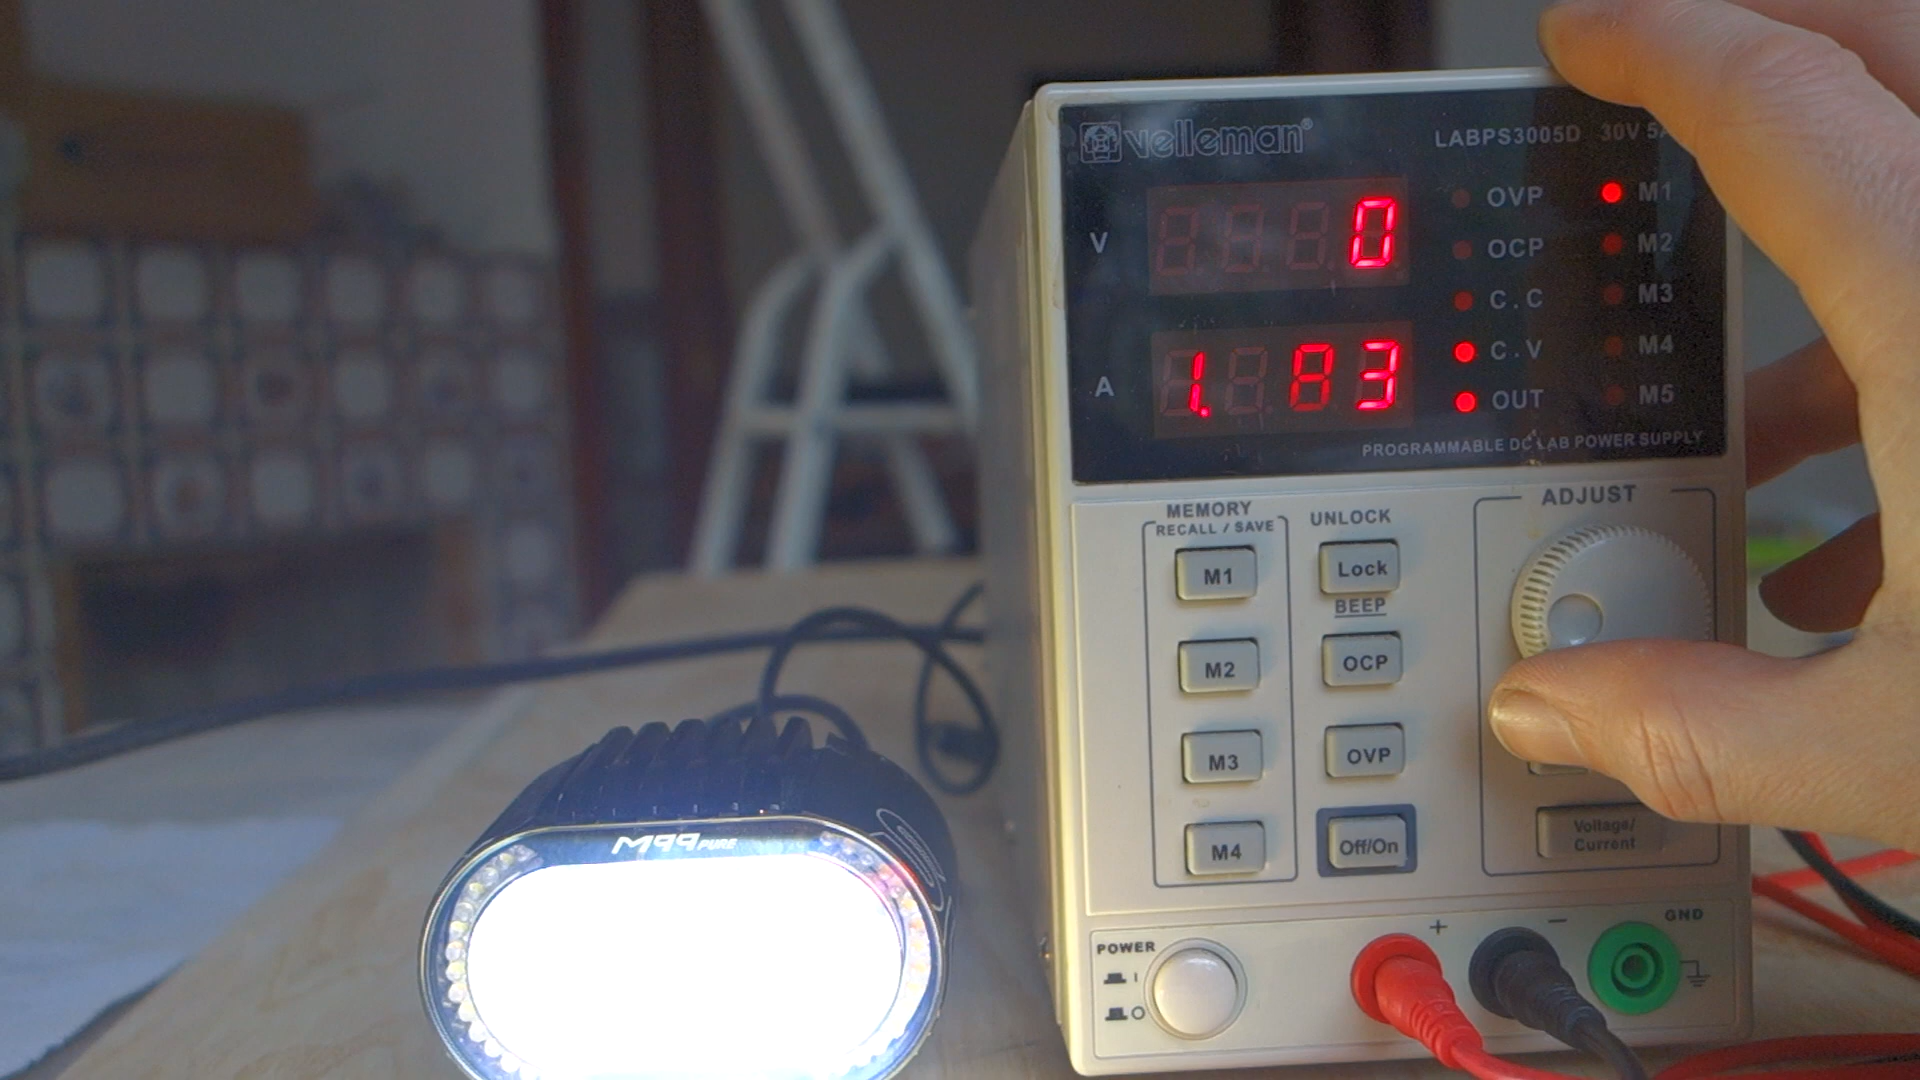 velleman®
LABPS3005D 30V 5A
V
0
OVP
OCP
C.C
C.V
OUT
M1
M2
M3
M4
M5
A
1. 83
PROGRAMMABLE DC LAB POWER SUPPLY
MEMORY
RECALL / SAVE
M1
M2
M3
M4
UNLOCK
Lock
BEEP
OCP
OVP
Off/On
ADJUST
Voltage/
Current
POWER
I
O
+
−
GND
M99 PURE